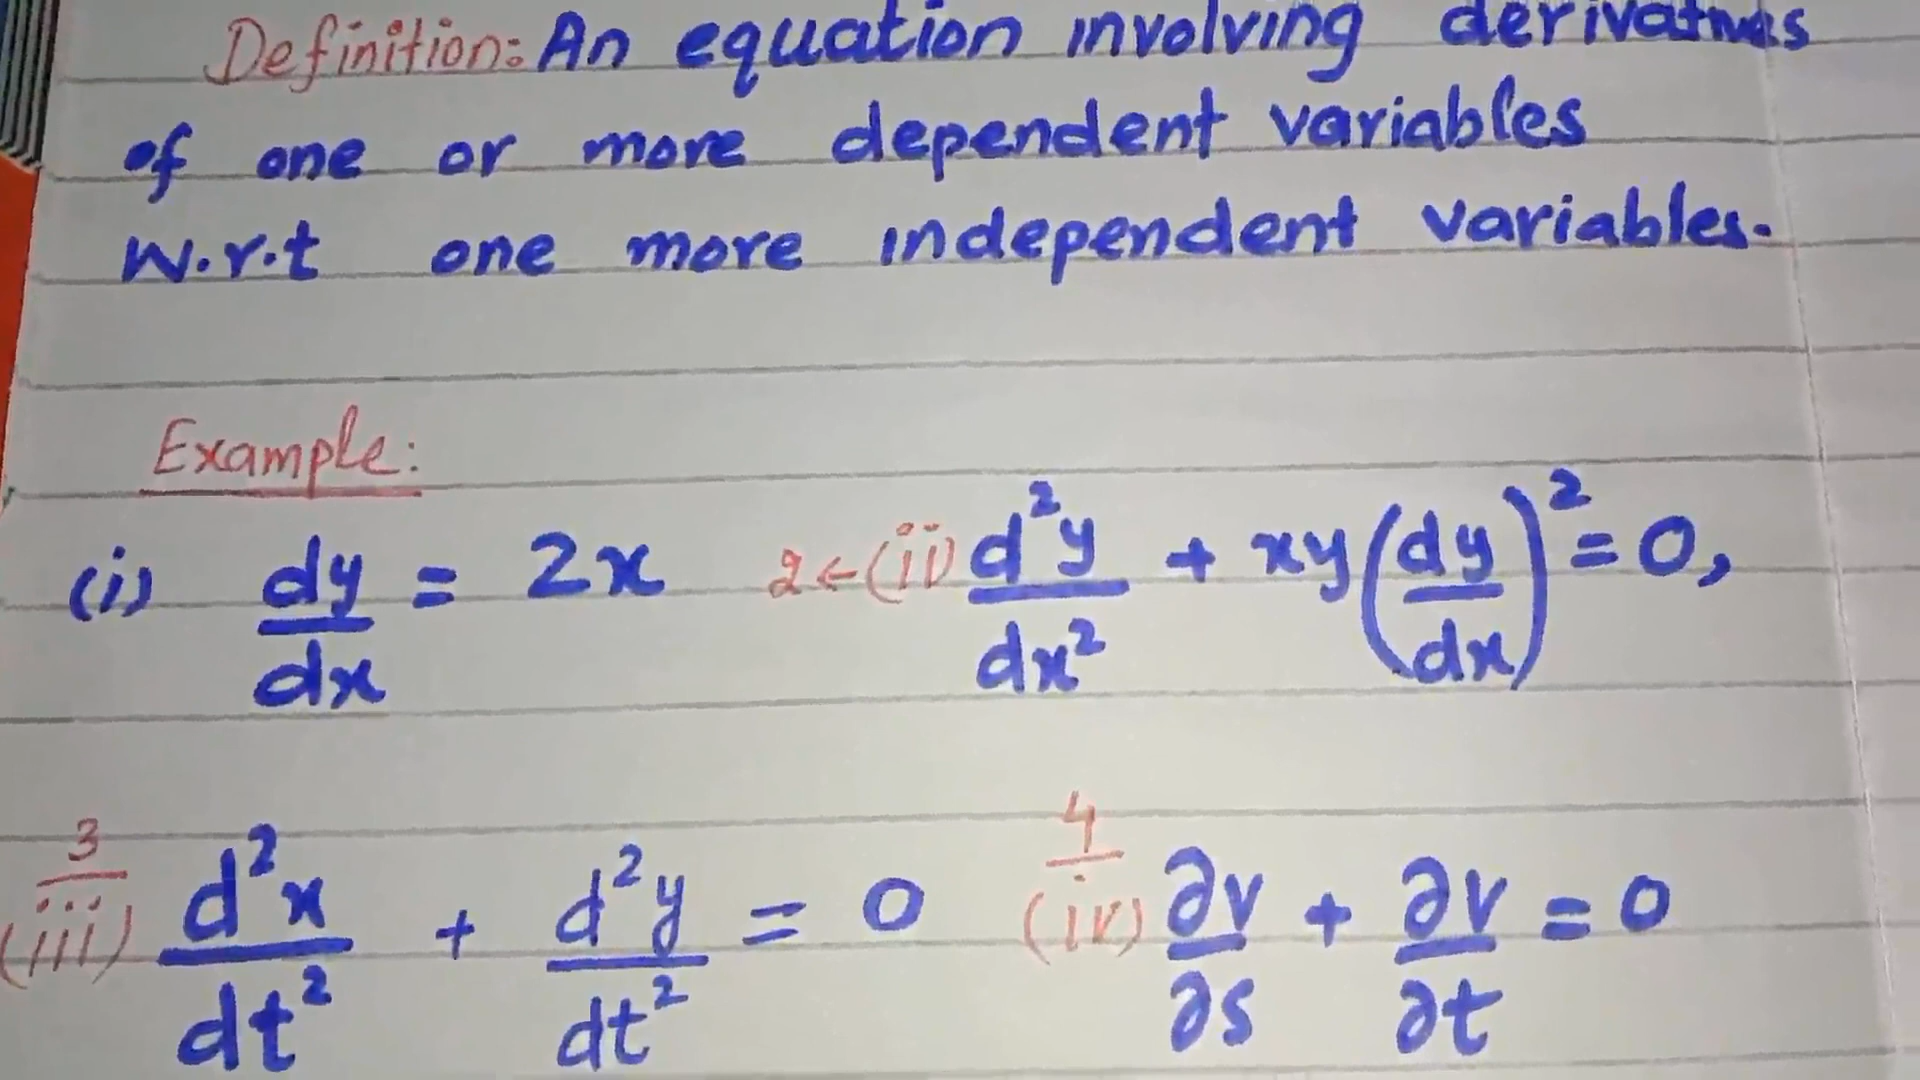 Definition: An equation involving derivatives
of one or more dependent variables
w.r.t one more independent variables.
Example:
(i) dy/dx = 2x 2←(ii) d²y/dx² + xy(dy/dx)² = 0,
3
(iii) d²x/dt² + d²y/dt² = 0
4
(iv) ∂v/∂s + ∂v/∂t = 0